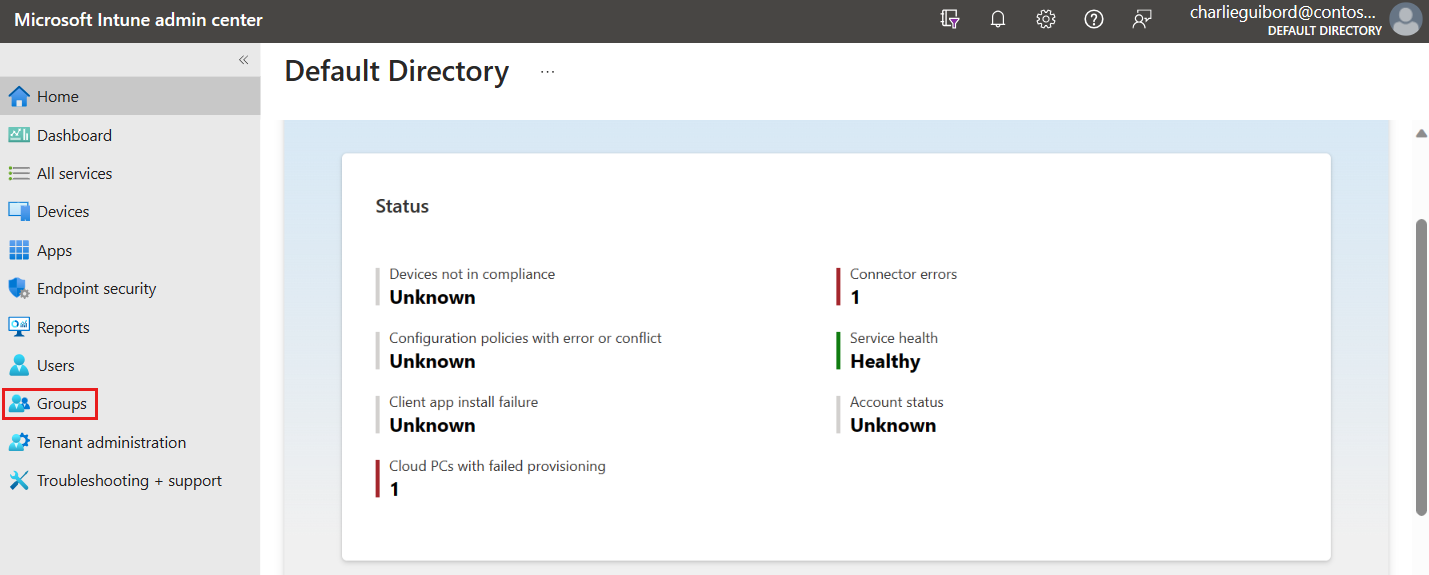 Microsoft Intune admin center
charlieguibord@contos...
DEFAULT DIRECTORY
«
Home
Dashboard
All services
Devices
Apps
Endpoint security
Reports
Users
Groups
Tenant administration
Troubleshooting + support
Default Directory ...
Status
Devices not in compliance
Unknown
Configuration policies with error or conflict
Unknown
Client app install failure
Unknown
Cloud PCs with failed provisioning
1
Connector errors
1
Service health
Healthy
Account status
Unknown